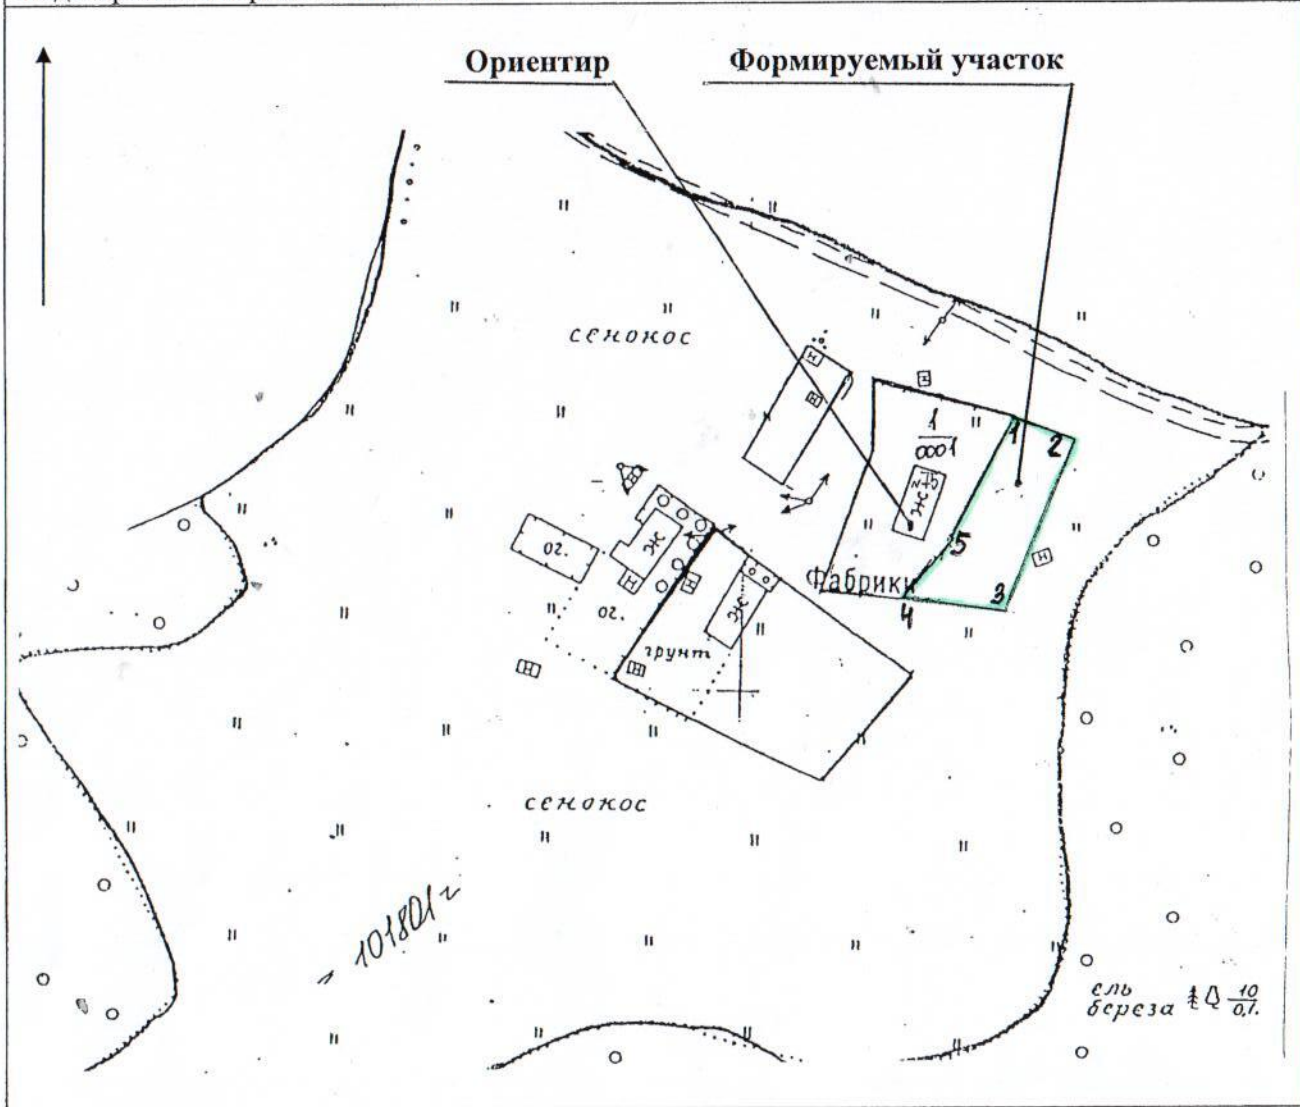 Ориентир
Формируемый участок
сенокос
1
0001
1
2
ж
ж
5
ог.
Фабрики
3
ог.
4
ж
грунт
сенокос
101801
ель
береза
10
0,1.